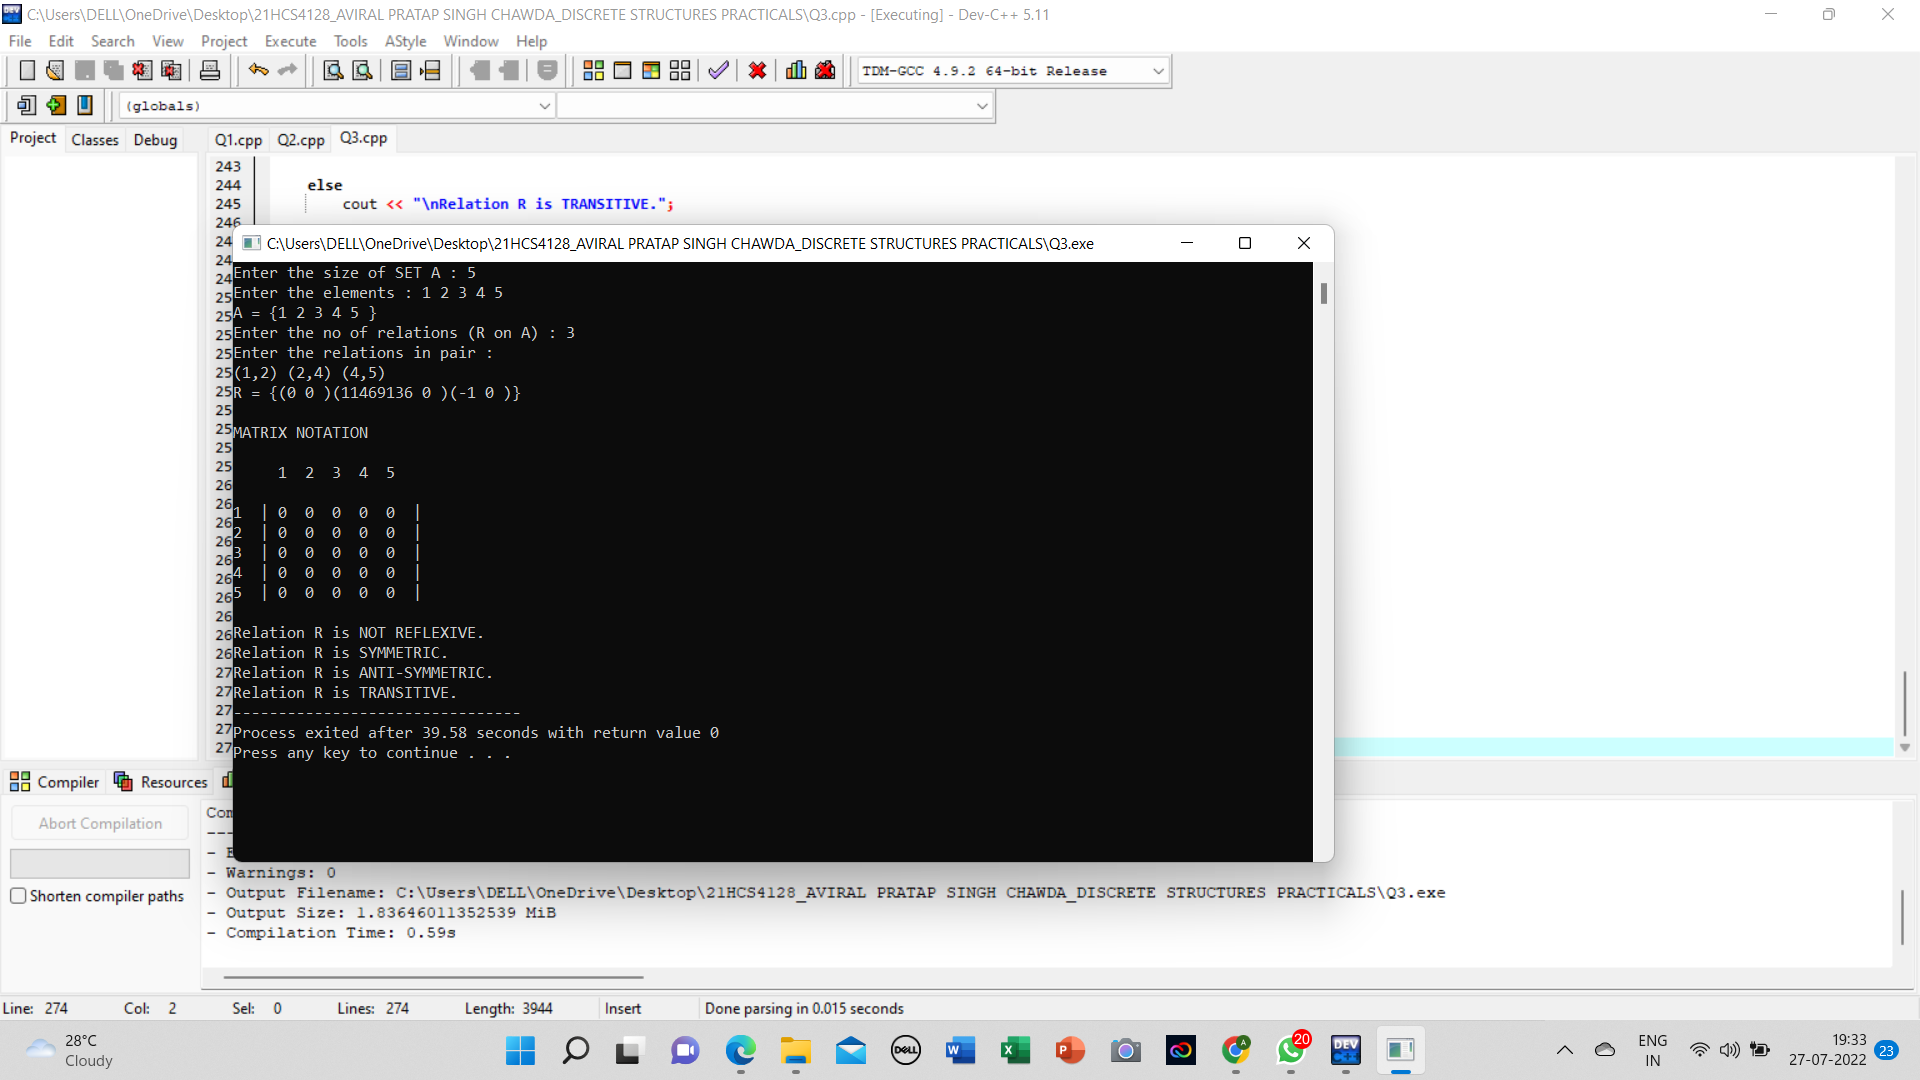 C:\Users\DELL\OneDrive\Desktop\21HCS4128_AVIRAL PRATAP SINGH CHAWDA_DISCRETE STRUCTURES PRACTICALS\Q3.cpp - [Executing] - Dev-C++ 5.11
File Edit Search View Project Execute Tools AStyle Window Help
TDM-GCC 4.9.2 64-bit Release
(globals)
Project Classes Debug Q1.cpp Q2.cpp Q3.cpp
243
244 else
245 cout << "\nRelation R is TRANSITIVE.";
246
C:\Users\DELL\OneDrive\Desktop\21HCS4128_AVIRAL PRATAP SINGH CHAWDA_DISCRETE STRUCTURES PRACTICALS\Q3.exe
Enter the size of SET A : 5
Enter the elements : 1 2 3 4 5
A = {1 2 3 4 5 }
Enter the no of relations (R on A) : 3
Enter the relations in pair :
(1,2) (2,4) (4,5)
R = {(0 0 )(11469136 0 )(-1 0 )}
MATRIX NOTATION
1 2 3 4 5
1 | 0 0 0 0 0 |
2 | 0 0 0 0 0 |
3 | 0 0 0 0 0 |
4 | 0 0 0 0 0 |
5 | 0 0 0 0 0 |
Relation R is NOT REFLEXIVE.
Relation R is SYMMETRIC.
Relation R is ANTI-SYMMETRIC.
Relation R is TRANSITIVE.
--------------------------------
Process exited after 39.58 seconds with return value 0
Press any key to continue . . .
Compiler Resources
Abort Compilation
Shorten compiler paths
- Warnings: 0
- Output Filename: C:\Users\DELL\OneDrive\Desktop\21HCS4128_AVIRAL PRATAP SINGH CHAWDA_DISCRETE STRUCTURES PRACTICALS\Q3.exe
- Output Size: 1.83646011352539 MiB
- Compilation Time: 0.59s
Line: 274 Col: 2 Sel: 0 Lines: 274 Length: 3944 Insert Done parsing in 0.015 seconds
28°C
Cloudy
DELL
20
DEV
C++
ENG
IN
19:33
27-07-2022
23